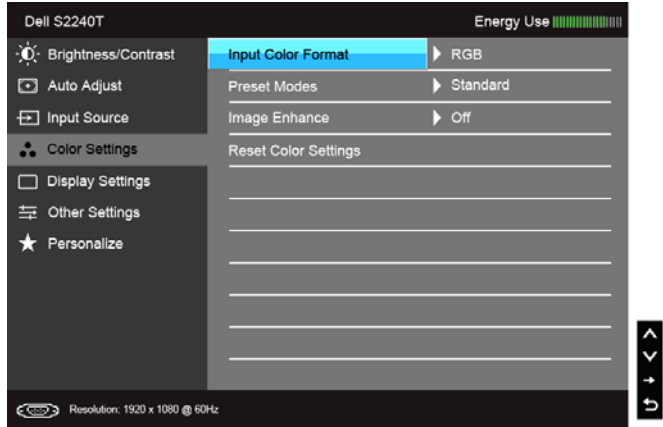 Dell S2240T
Energy Use
Brightness/Contrast
Input Color Format
RGB
Auto Adjust
Preset Modes
Standard
Input Source
Image Enhance
Off
Color Settings
Reset Color Settings
Display Settings
Other Settings
Personalize
Resolution: 1920 x 1080 @ 60Hz